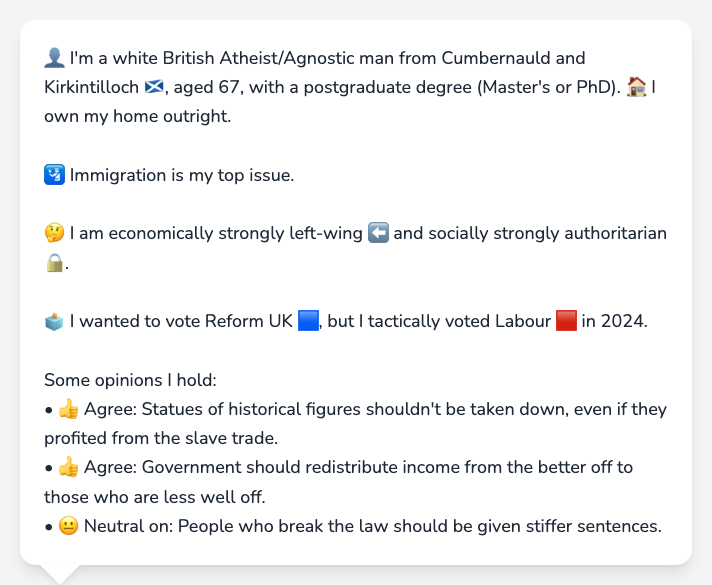 👤 I'm a white British Atheist/Agnostic man from Cumbernauld and
Kirkintilloch 🏴󠁧󠁢󠁳󠁣󠁴󠁿, aged 67, with a postgraduate degree (Master's or PhD). 🏠 I
own my home outright.
🛂 Immigration is my top issue.
🤔 I am economically strongly left-wing ⬅️ and socially strongly authoritarian
🔒.
🗳️ I wanted to vote Reform UK 🟦, but I tactically voted Labour 🟥 in 2024.
Some opinions I hold:
• 👍 Agree: Statues of historical figures shouldn't be taken down, even if they
profited from the slave trade.
• 👍 Agree: Government should redistribute income from the better off to
those who are less well off.
• 😐 Neutral on: People who break the law should be given stiffer sentences.